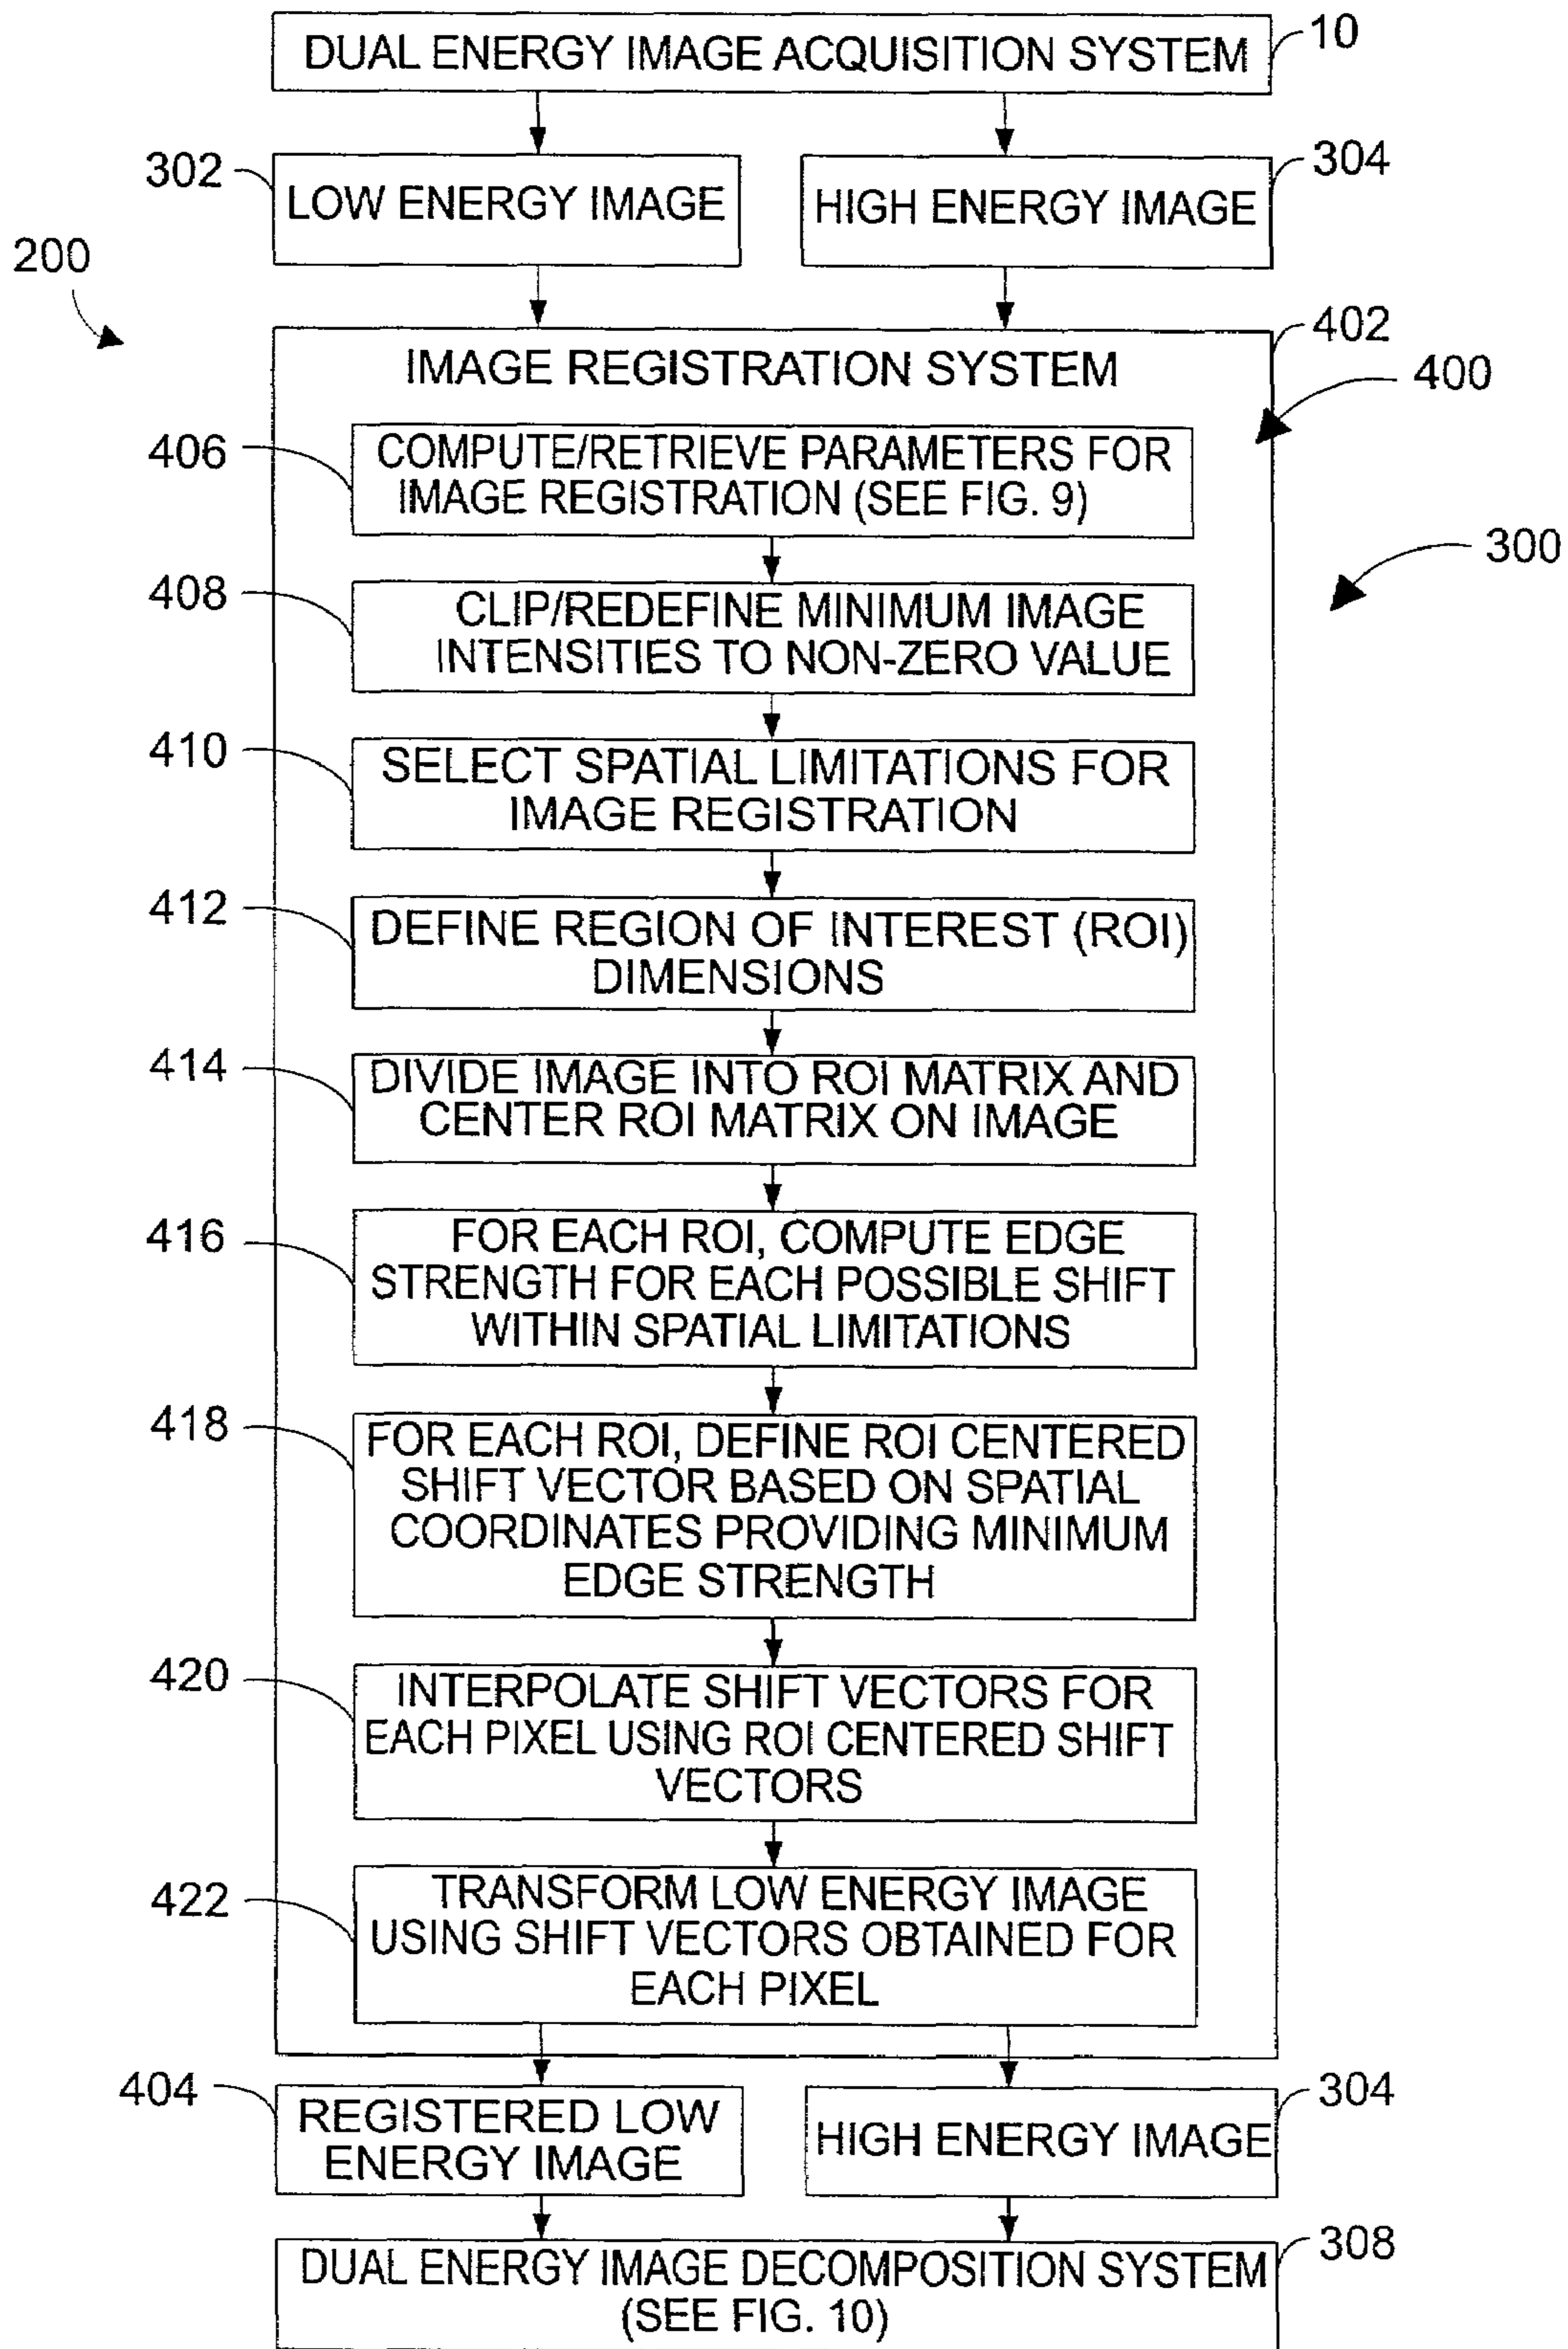 DUAL ENERGY IMAGE ACQUISITION SYSTEM
10
302
LOW ENERGY IMAGE
HIGH ENERGY IMAGE
304
200
402
IMAGE REGISTRATION SYSTEM
400
406
COMPUTE/RETRIEVE PARAMETERS FOR
IMAGE REGISTRATION (SEE FIG. 9)
300
408
CLIP/REDEFINE MINIMUM IMAGE
INTENSITIES TO NON-ZERO VALUE
410
SELECT SPATIAL LIMITATIONS FOR
IMAGE REGISTRATION
412
DEFINE REGION OF INTEREST (ROI)
DIMENSIONS
414
DIVIDE IMAGE INTO ROI MATRIX AND
CENTER ROI MATRIX ON IMAGE
416
FOR EACH ROI, COMPUTE EDGE
STRENGTH FOR EACH POSSIBLE SHIFT
WITHIN SPATIAL LIMITATIONS
418
FOR EACH ROI, DEFINE ROI CENTERED
SHIFT VECTOR BASED ON SPATIAL
COORDINATES PROVIDING MINIMUM
EDGE STRENGTH
420
INTERPOLATE SHIFT VECTORS FOR
EACH PIXEL USING ROI CENTERED SHIFT
VECTORS
422
TRANSFORM LOW ENERGY IMAGE
USING SHIFT VECTORS OBTAINED FOR
EACH PIXEL
404
REGISTERED LOW
ENERGY IMAGE
HIGH ENERGY IMAGE
304
DUAL ENERGY IMAGE DECOMPOSITION SYSTEM
(SEE FIG. 10)
308